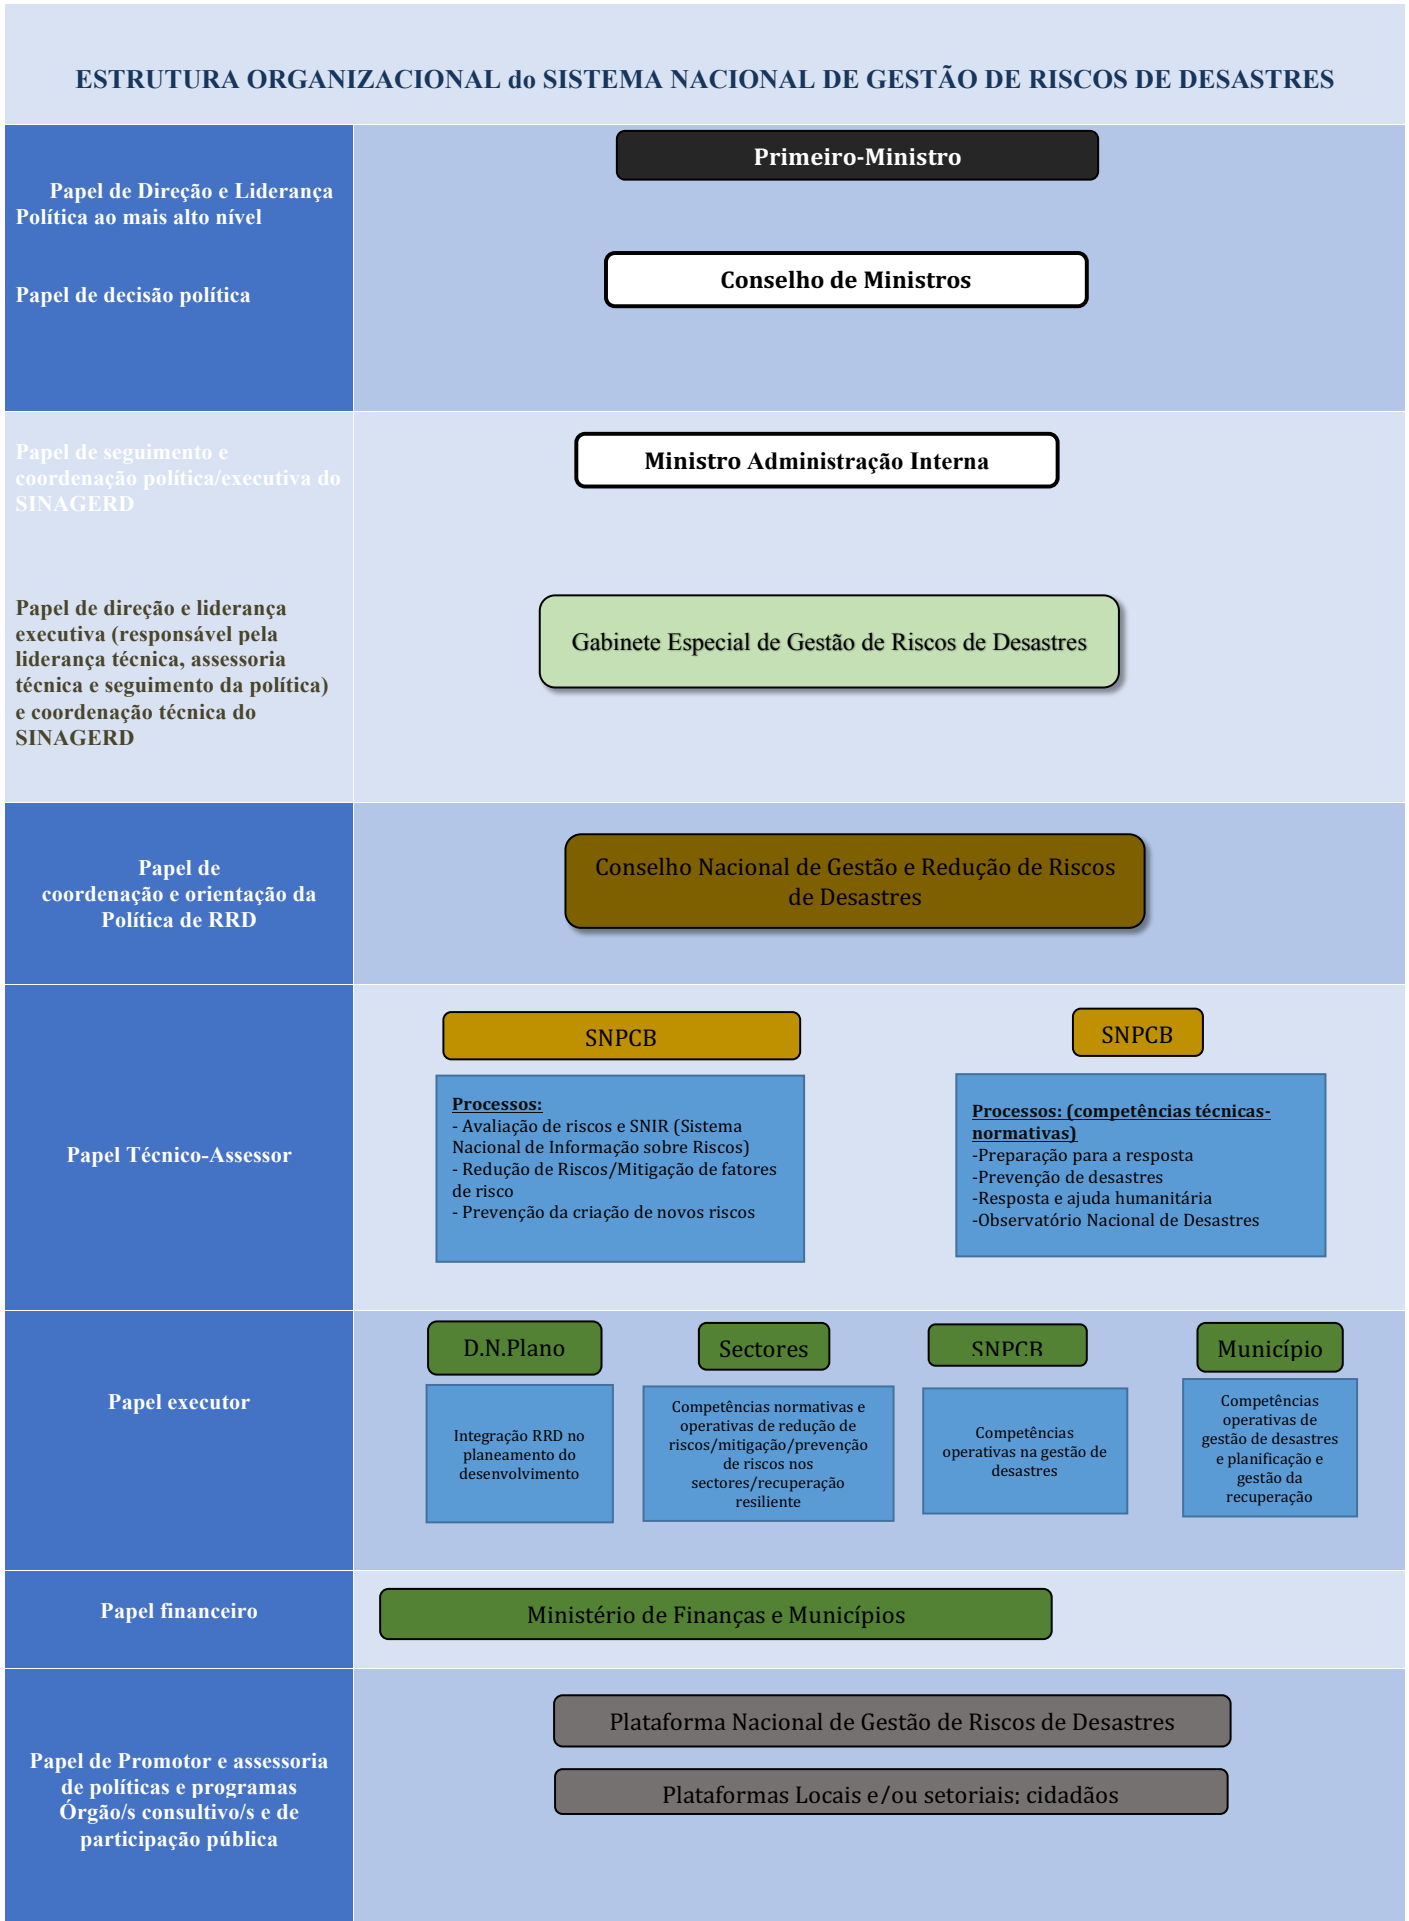 ESTRUTURA ORGANIZACIONAL do SISTEMA NACIONAL DE GESTÃO DE RISCOS DE DESASTRES
Papel de Direção e Liderança
Política ao mais alto nível
Papel de decisão política
Primeiro-Ministro
Conselho de Ministros
Papel de seguimento e
coordenação política/executiva do
SINAGERD
Ministro Administração Interna
Papel de direção e liderança
executiva (responsável pela
liderança técnica, assessoria
técnica e seguimento da política)
e coordenação técnica do
SINAGERD
Gabinete Especial de Gestão de Riscos de Desastres
Papel de
coordenação e orientação da
Política de RRD
Conselho Nacional de Gestão e Redução de Riscos
de Desastres
Papel Técnico-Assessor
SNPCB
Processos:
- Avaliação de riscos e SNIR (Sistema
Nacional de Informação sobre Riscos)
- Redução de Riscos/Mitigação de fatores
de risco
- Prevenção da criação de novos riscos
SNPCB
Processos: (competências técnicas-
normativas)
-Preparação para a resposta
-Prevenção de desastres
-Resposta e ajuda humanitária
-Observatório Nacional de Desastres
Papel executor
D.N.Plano
Integração RRD no
planeamento do
desenvolvimento
Sectores
Competências normativas e
operativas de redução de
riscos/mitigação/prevenção
de riscos nos
sectores/recuperação
resiliente
SNPCB
Competências
operativas na gestão de
desastres
Município
Competências
operativas de
gestão de desastres
e planificação e
gestão da
recuperação
Papel financeiro
Ministério de Finanças e Municípios
Papel de Promotor e assessoria
de políticas e programas
Órgão/s consultivo/s e de
participação pública
Plataforma Nacional de Gestão de Riscos de Desastres
Plataformas Locais e/ou setoriais; cidadãos